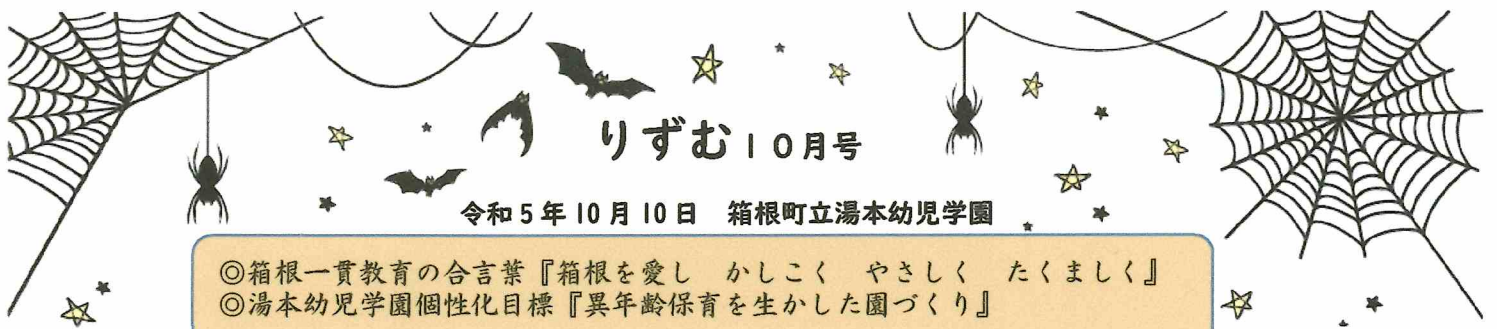 りずむ10月号
令和5年10月10日　箱根町立湯本幼児学園
◎箱根一貫教育の合言葉『箱根を愛し　かしこく　やさしく　たくましく』
◎湯本幼児学園個性化目標『異年齢保育を生かした園づくり』